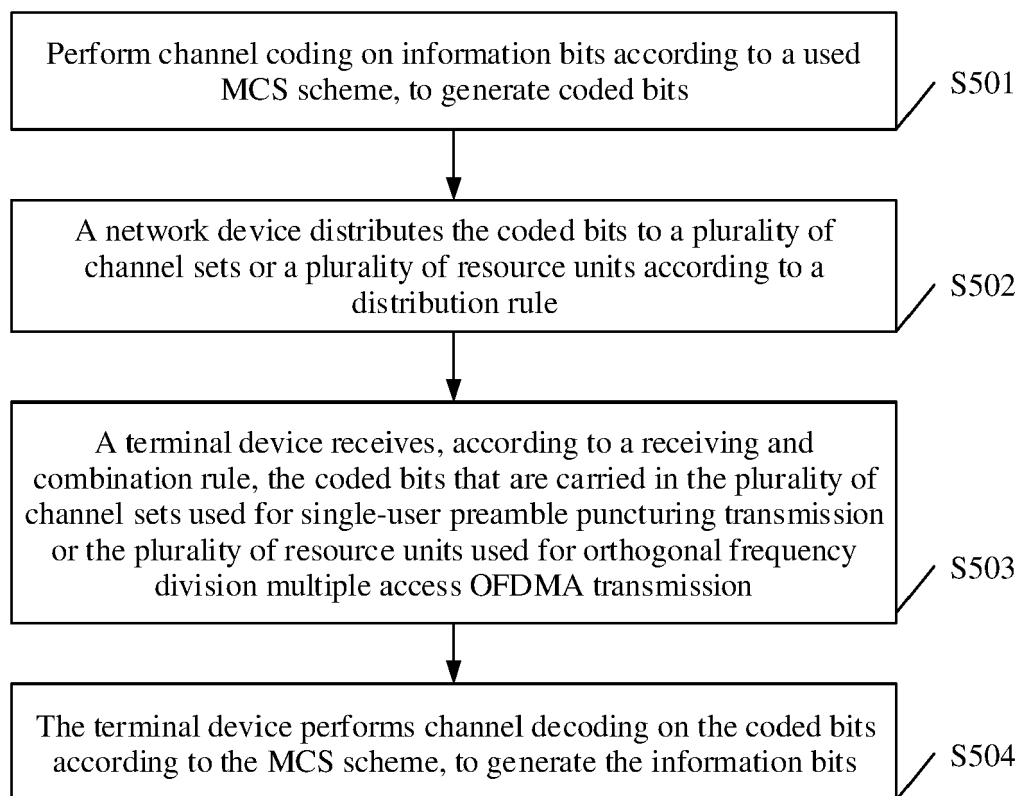 Perform channel coding on information bits according to a used
MCS scheme, to generate coded bits
S501
A network device distributes the coded bits to a plurality of
channel sets or a plurality of resource units according to a
distribution rule
S502
A terminal device receives, according to a receiving and
combination rule, the coded bits that are carried in the plurality of
channel sets used for single-user preamble puncturing transmission
or the plurality of resource units used for orthogonal frequency
division multiple access OFDMA transmission
S503
The terminal device performs channel decoding on the coded bits
according to the MCS scheme, to generate the information bits
S504